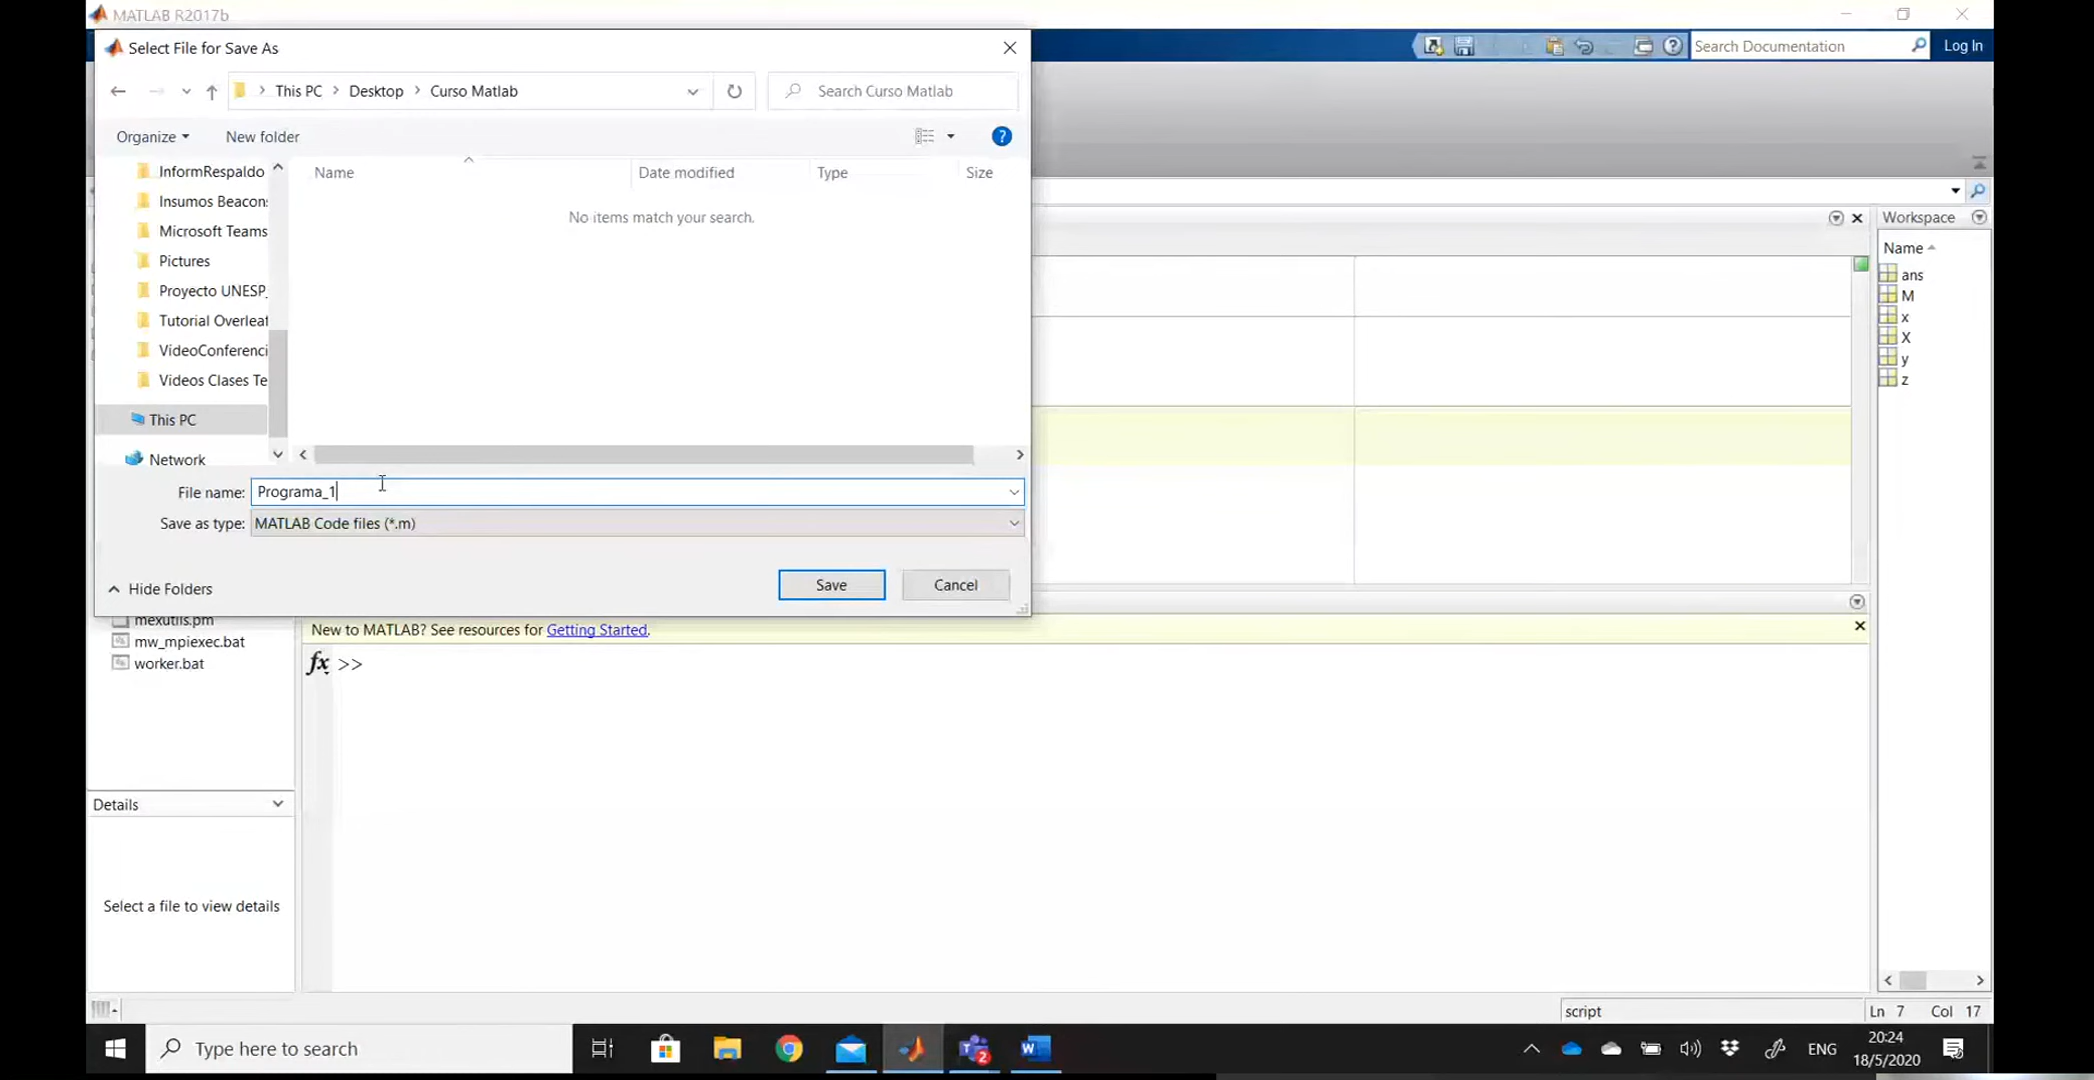 MATLAB R2017b
Select File for Save As
This PC Desktop Curso Matlab
Search Curso Matlab
Search Documentation
Log In
Organize
New folder
Name
Date modified
Type
Size
No items match your search.
InformRespaldo
Insumos Beacon
Microsoft Teams
Pictures
Proyecto UNESP_
Tutorial Overleaf
VideoConferenci
Videos Clases Te
This PC
Network
File name: Programa_1
Save as type: MATLAB Code files (*.m)
Hide Folders
Save
Cancel
Workspace
Name
ans
M
x
X
y
z
mexutils.pm
mw_mpiexec.bat
worker.bat
New to MATLAB? See resources for Getting Started.
fx >>
Details
Select a file to view details
script
Ln 7 Col 17
Type here to search
2
ENG
20:24
18/5/2020